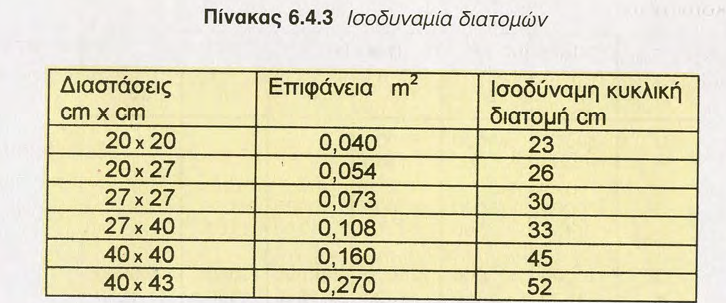 Πίνακας 6.4.3 Ισοδυναμία διατομών
Διαστάσεις cm x cm Επιφάνεια m² Ισοδύναμη κυκλική διατομή cm
20 x 20 0,040 23
20 x 27 0,054 26
27 x 27 0,073 30
27 x 40 0,108 33
40 x 40 0,160 45
40 x 43 0,270 52